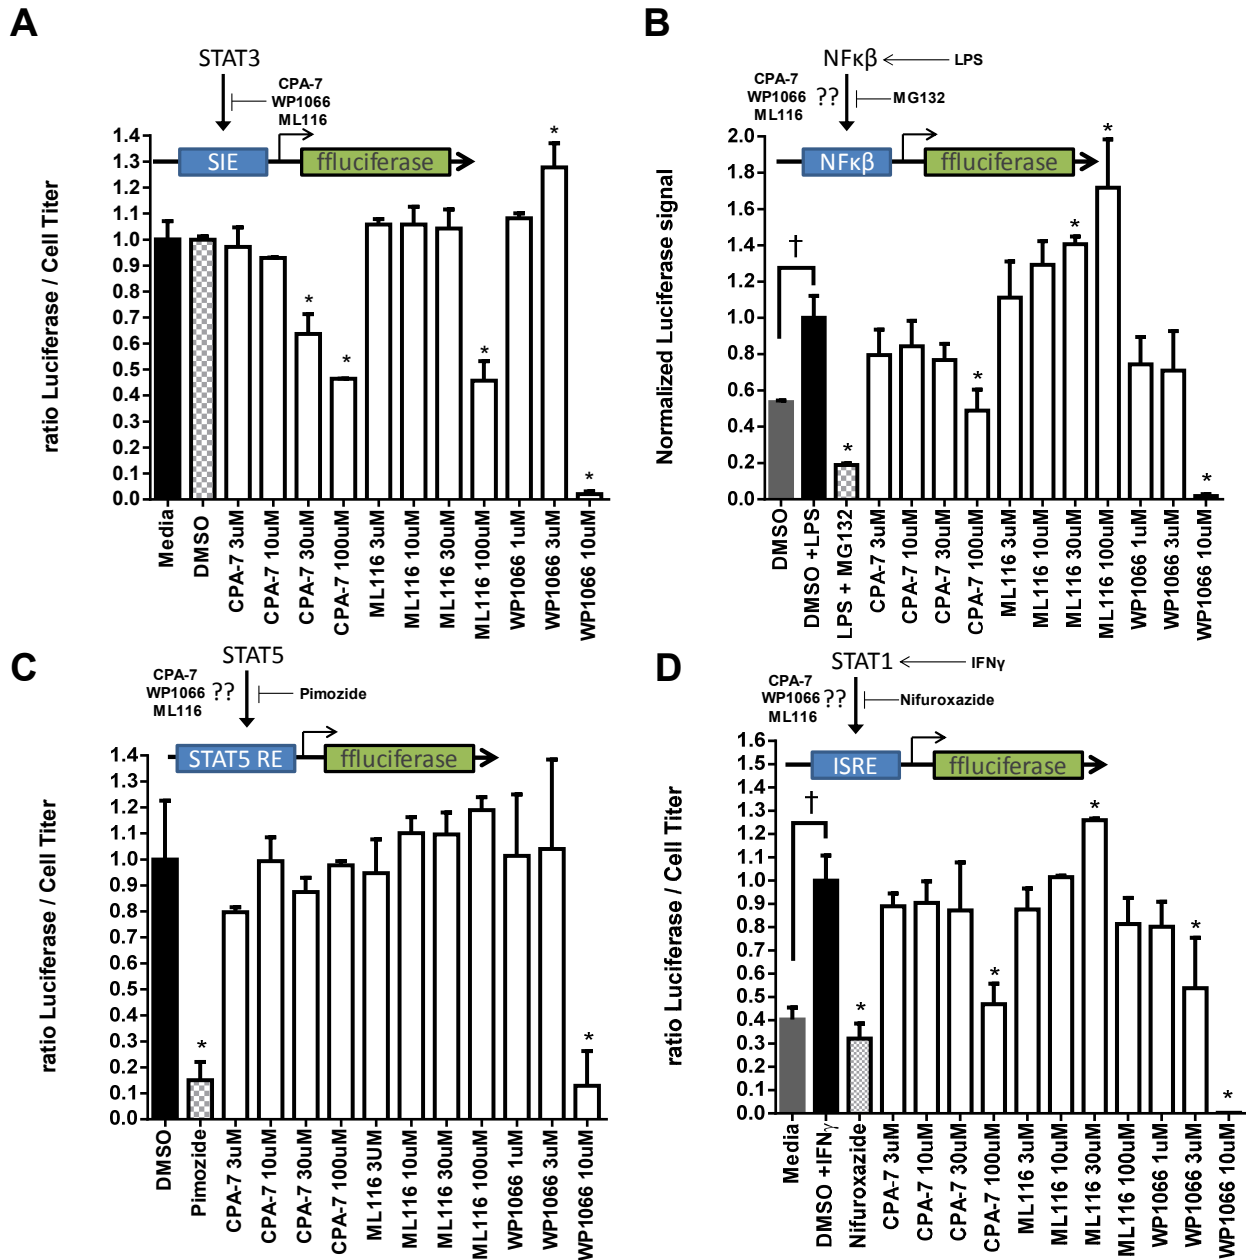 A
STAT3
CPA-7
WP1066
ML116
SIE
ffluciferase
ratio Luciferase / Cell Titer
1.4
1.3
1.2
1.1
1.0
0.9
0.8
0.7
0.6
0.5
0.4
0.3
0.2
0.1
0.0
* * * * *
Media
DMSO
CPA-7 3uM
CPA-7 10uM
CPA-7 30uM
CPA-7 100uM
ML116 3uM
ML116 10uM
ML116 30uM
ML116 100uM
WP1066 1uM
WP1066 3uM
WP1066 10uM
B
NFκβ
LPS
CPA-7
WP1066
ML116
??
MG132
NFκβ
ffluciferase
Normalized Luciferase signal
2.0
1.8
1.6
1.4
1.2
1.0
0.8
0.6
0.4
0.2
0.0
† * * * * *
DMSO
DMSO +LPS
LPS + MG132
CPA-7 3uM
CPA-7 10uM
CPA-7 30uM
CPA-7 100uM
ML116 3uM
ML116 10uM
ML116 30uM
ML116 100uM
WP1066 1uM
WP1066 3uM
WP1066 10uM
C
STAT5
CPA-7
WP1066
ML116
??
Pimozide
STAT5 RE
ffluciferase
ratio Luciferase / Cell Titer
1.4
1.3
1.2
1.1
1.0
0.9
0.8
0.7
0.6
0.5
0.4
0.3
0.2
0.1
0.0
* *
DMSO
Pimozide
CPA-7 3uM
CPA-7 10uM
CPA-7 30uM
CPA-7 100uM
ML116 3UM
ML116 10uM
ML116 30uM
ML116 100uM
WP1066 1uM
WP1066 3uM
WP1066 10uM
D
STAT1
IFNγ
CPA-7
WP1066
ML116
??
Nifuroxazide
ISRE
ffluciferase
ratio Luciferase / Cell Titer
1.6
1.5
1.4
1.3
1.2
1.1
1.0
0.9
0.8
0.7
0.6
0.5
0.4
0.3
0.2
0.1
0.0
† * * * * *
Media
DMSO +IFNγ
Nifuroxazide
CPA-7 3uM
CPA-7 10uM
CPA-7 30uM
CPA-7 100uM
ML116 3uM
ML116 10uM
ML116 30uM
ML116 100uM
WP1066 1uM
WP1066 3uM
WP1066 10uM